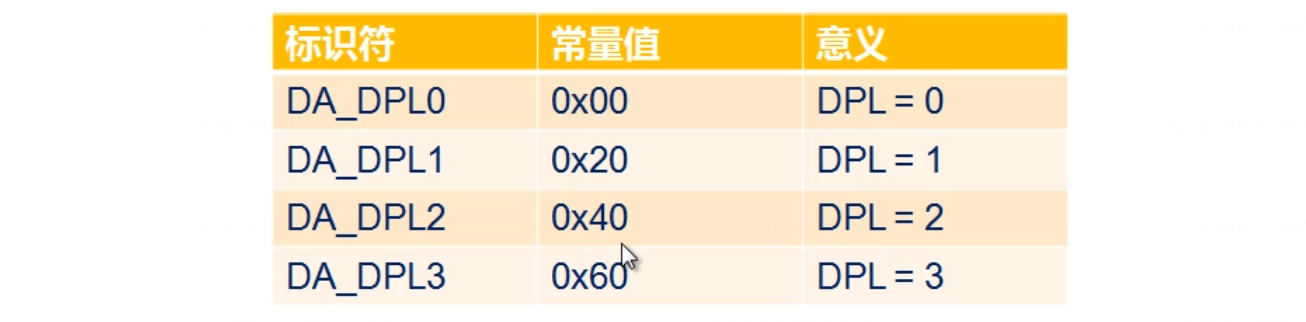 标识符 常量值 意义
DA_DPL0 0x00 DPL = 0
DA_DPL1 0x20 DPL = 1
DA_DPL2 0x40 DPL = 2
DA_DPL3 0x60 DPL = 3